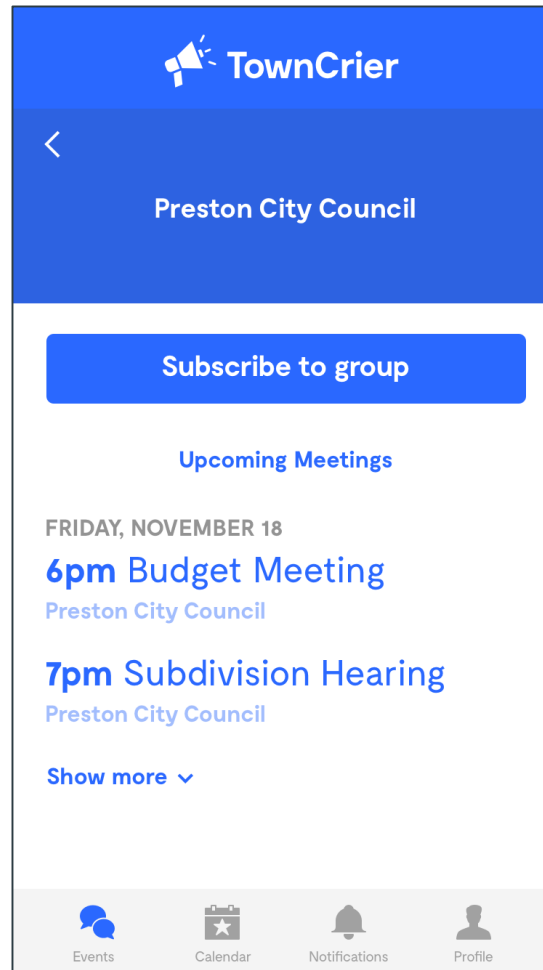 TownCrier
Preston City Council
Subscribe to group
Upcoming Meetings
FRIDAY, NOVEMBER 18
6pm Budget Meeting
Preston City Council
7pm Subdivision Hearing
Preston City Council
Show more
Events Calendar Notifications Profile